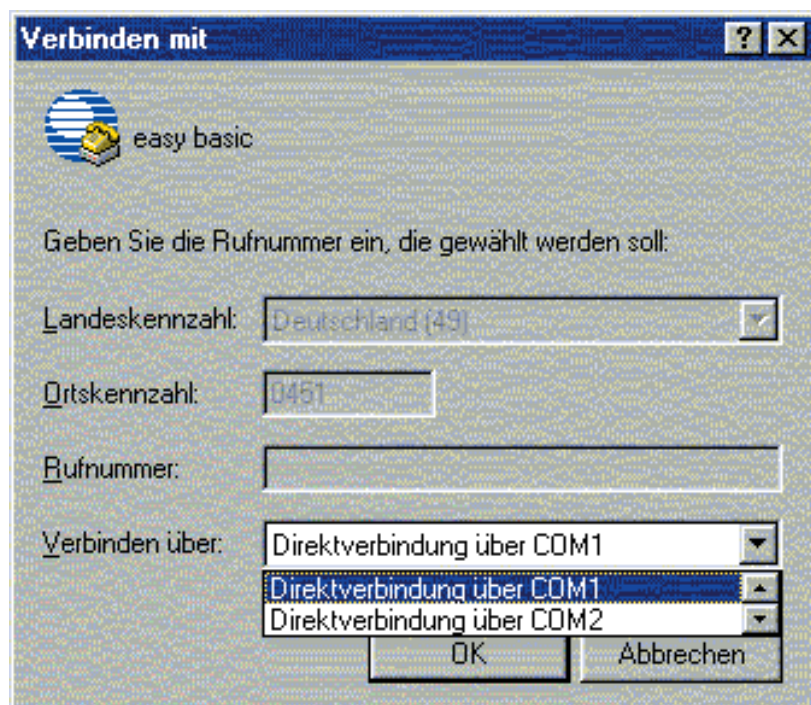 Verbinden mit
easy basic
Geben Sie die Rufnummer ein, die gewählt werden soll:
Landeskennzahl: Deutschland (49)
Ortskennzahl: 0461
Rufnummer:
Verbinden über: Direktverbindung über COM1
Direktverbindung über COM1
Direktverbindung über COM2
OK Abbrechen